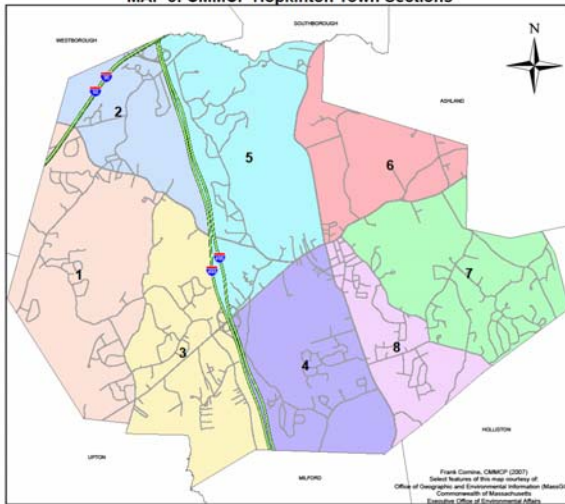 MAP 3: CMMCP Hopkinton Town Sections
SOUTHBOROUGH
WESTBOROUGH
N
ASHLAND
2
5
6
1
7
3
4
8
HOLLISTON
UPTON
MILFORD
Frank Cornine, CMMCP (2007)
Select features of this map courtesy of:
Office of Geographic and Environmental Information (MassGIS)
Commonwealth of Massachusetts
Executive Office of Environmental Affairs